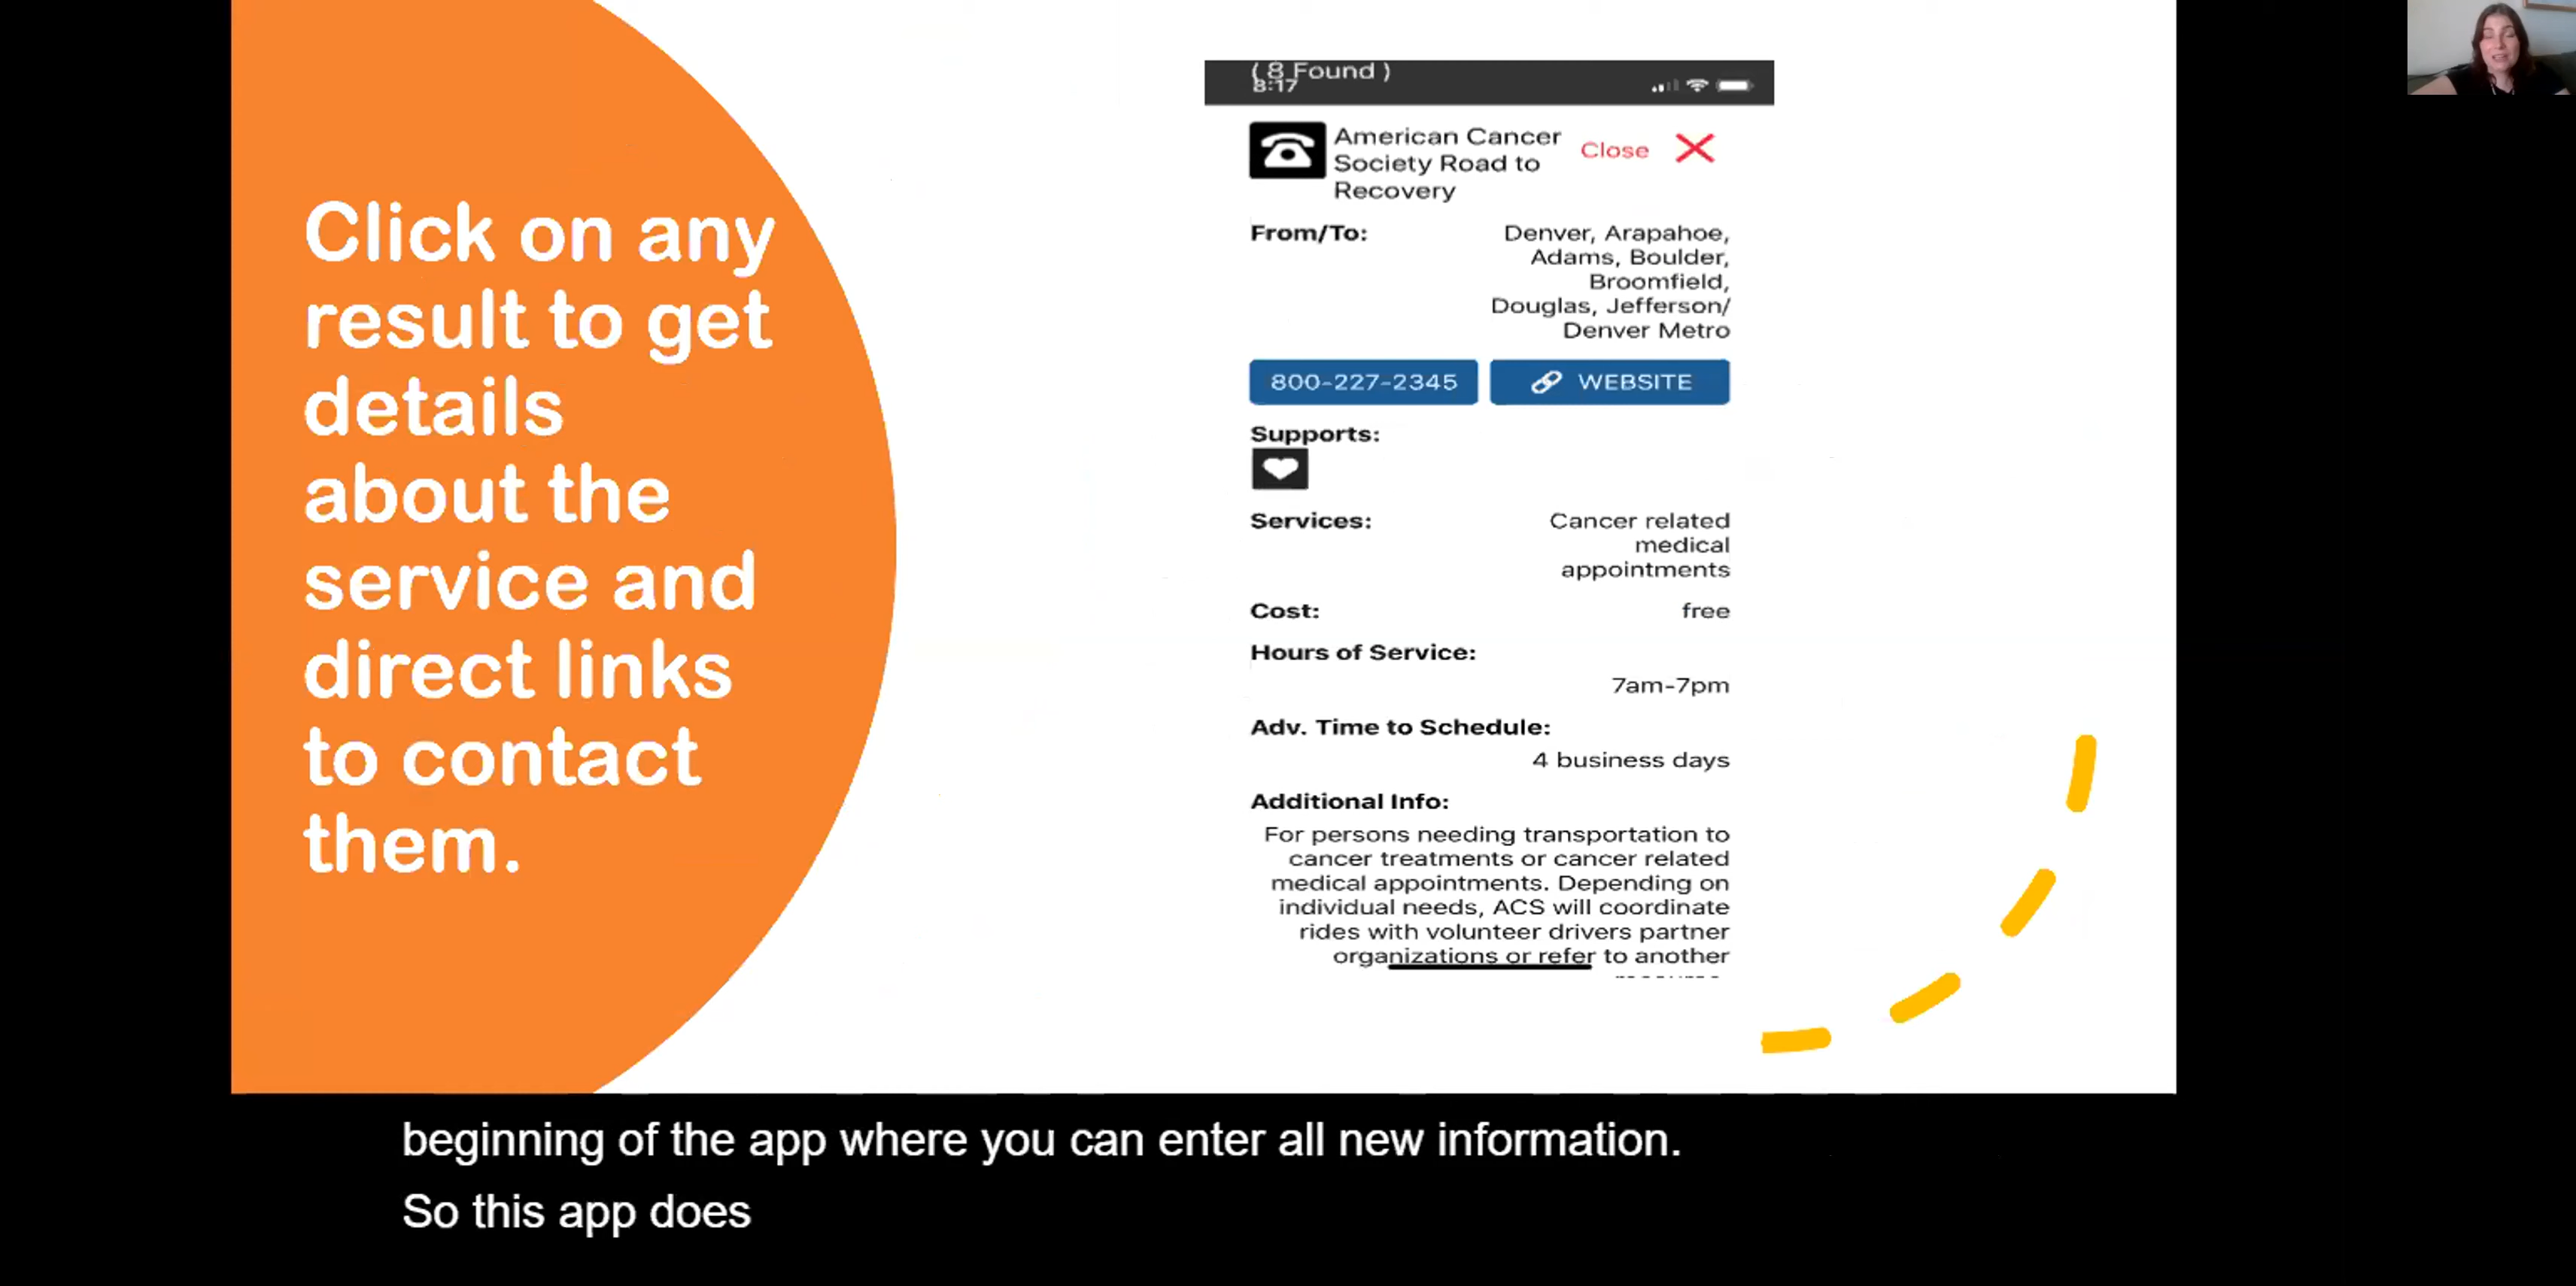 Click on any
result to get
details
about the
service and
direct links
to contact
them.
( 8 Found )
8:17
American Cancer
Society Road to
Recovery
Close
From/To:
Denver, Arapahoe,
Adams, Boulder,
Broomfield,
Douglas, Jefferson/
Denver Metro
800-227-2345
WEBSITE
Supports:
Services:
Cancer related
medical
appointments
Cost:
free
Hours of Service:
7am-7pm
Adv. Time to Schedule:
4 business days
Additional Info:
For persons needing transportation to
cancer treatments or cancer related
medical appointments. Depending on
individual needs, ACS will coordinate
rides with volunteer drivers partner
organizations or refer to another
beginning of the app where you can enter all new information.
So this app does